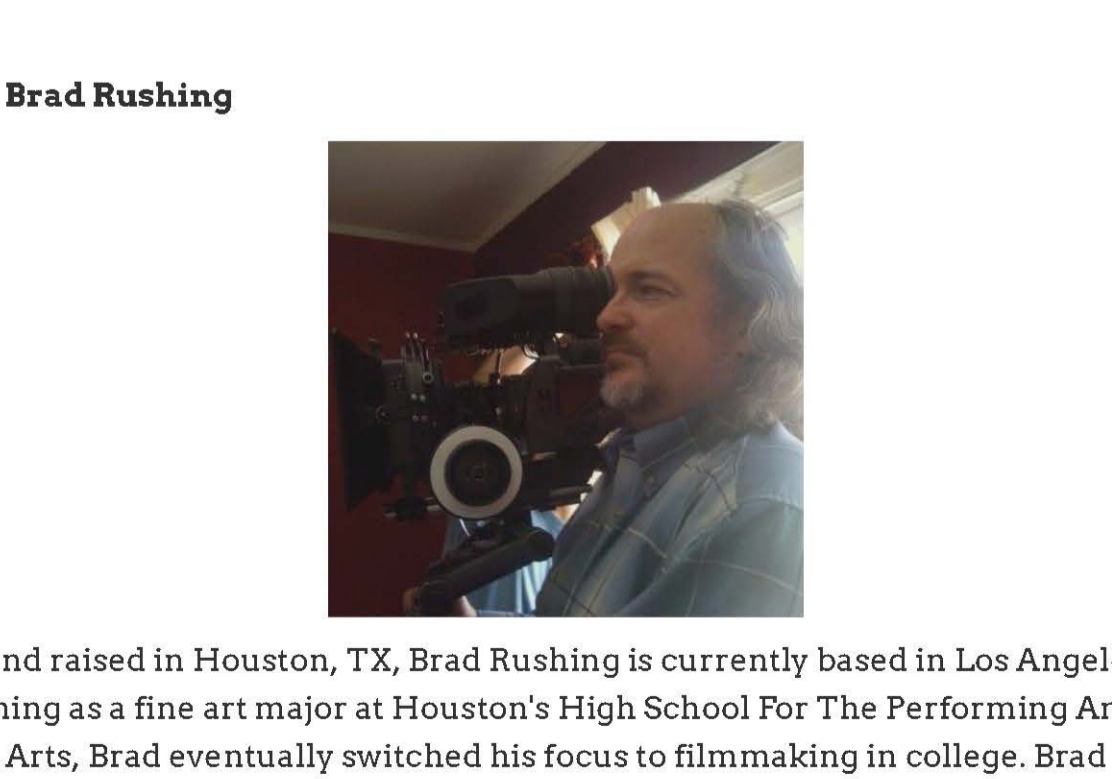 Brad Rushing
nd raised in Houston, TX, Brad Rushing is currently based in Los Angel
ning as a fine art major at Houston's High School For The Performing Ar
Arts, Brad eventually switched his focus to filmmaking in college. Brad